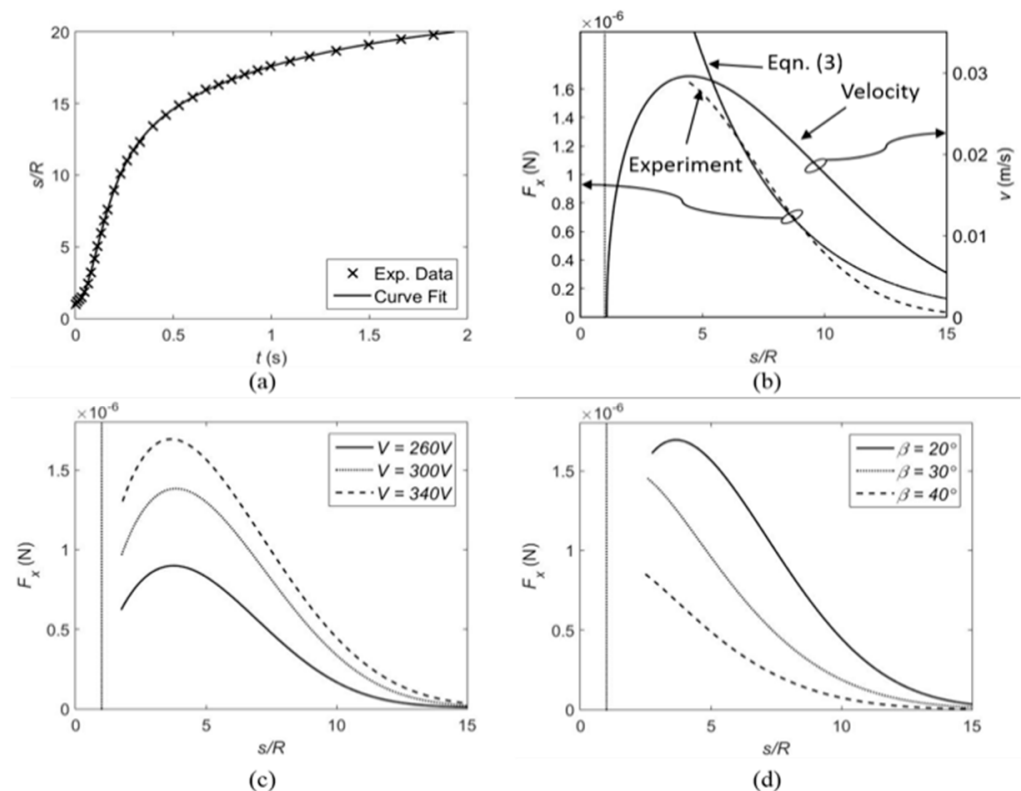 20
15
10
5
0
s/R
0
0.5
1
1.5
2
t (s)
× Exp. Data
Curve Fit
(a)
×10⁻⁶
1.6
1.4
1.2
1
0.8
0.6
0.4
0.2
0
Fₓ (N)
Eqn. (3)
Velocity
Experiment
0.03
0.02
0.01
0
v (m/s)
0
5
10
15
s/R
(b)
×10⁻⁶
1.5
1
0.5
0
Fₓ (N)
V = 260V
V = 300V
V = 340V
0
5
10
15
s/R
(c)
×10⁻⁶
1.5
1
0.5
0
Fₓ (N)
β = 20°
β = 30°
β = 40°
0
5
10
15
s/R
(d)